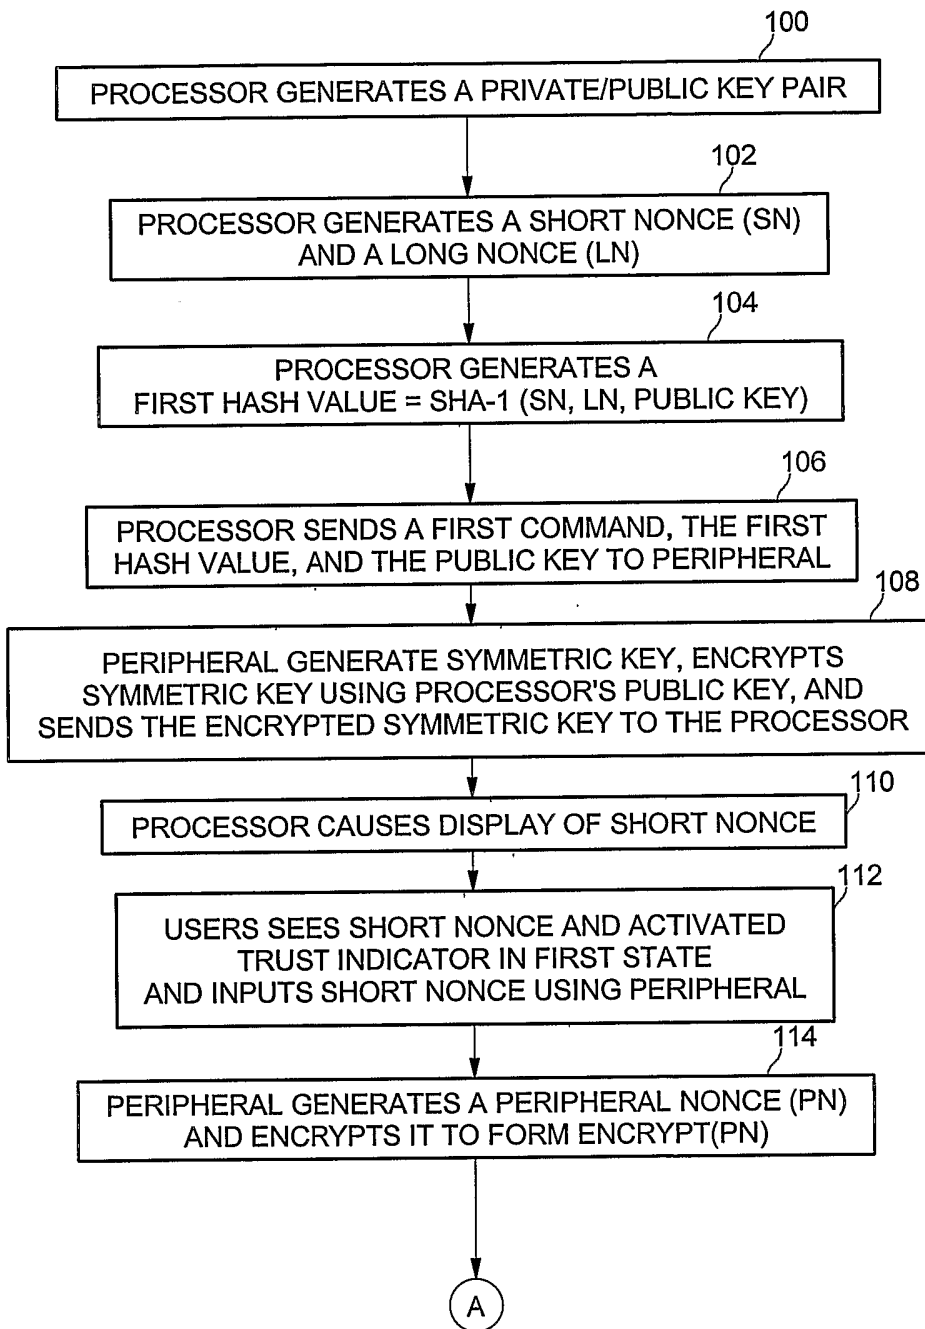 100
PROCESSOR GENERATES A PRIVATE/PUBLIC KEY PAIR
102
PROCESSOR GENERATES A SHORT NONCE (SN)
AND A LONG NONCE (LN)
104
PROCESSOR GENERATES A
FIRST HASH VALUE = SHA-1 (SN, LN, PUBLIC KEY)
106
PROCESSOR SENDS A FIRST COMMAND, THE FIRST
HASH VALUE, AND THE PUBLIC KEY TO PERIPHERAL
108
PERIPHERAL GENERATE SYMMETRIC KEY, ENCRYPTS
SYMMETRIC KEY USING PROCESSOR'S PUBLIC KEY, AND
SENDS THE ENCRYPTED SYMMETRIC KEY TO THE PROCESSOR
110
PROCESSOR CAUSES DISPLAY OF SHORT NONCE
112
USERS SEES SHORT NONCE AND ACTIVATED
TRUST INDICATOR IN FIRST STATE
AND INPUTS SHORT NONCE USING PERIPHERAL
114
PERIPHERAL GENERATES A PERIPHERAL NONCE (PN)
AND ENCRYPTS IT TO FORM ENCRYPT(PN)
A